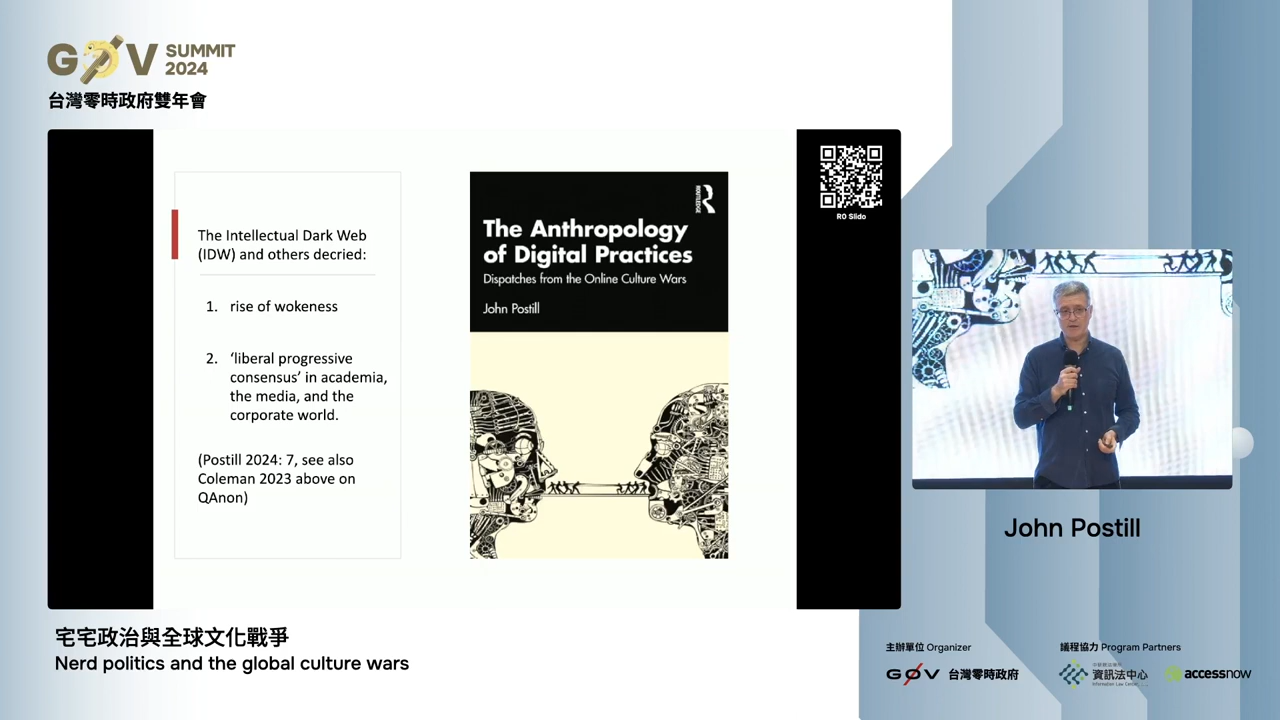 G0V SUMMIT
2024
台灣零時政府雙年會
The Intellectual Dark Web
(IDW) and others decried:
1. rise of wokeness
2. ‘liberal progressive
consensus’ in academia,
the media, and the
corporate world.
(Postill 2024: 7, see also
Coleman 2023 above on
QAnon)
ROUTLEDGE
The Anthropology
of Digital Practices
Dispatches from the Online Culture Wars
John Postill
R0 Slido
John Postill
宅宅政治與全球文化戰爭
Nerd politics and the global culture wars
主辦單位 Organizer
G0V 台灣零時政府
議程協力 Program Partners
資訊法中心
Information Law Center
accessnow